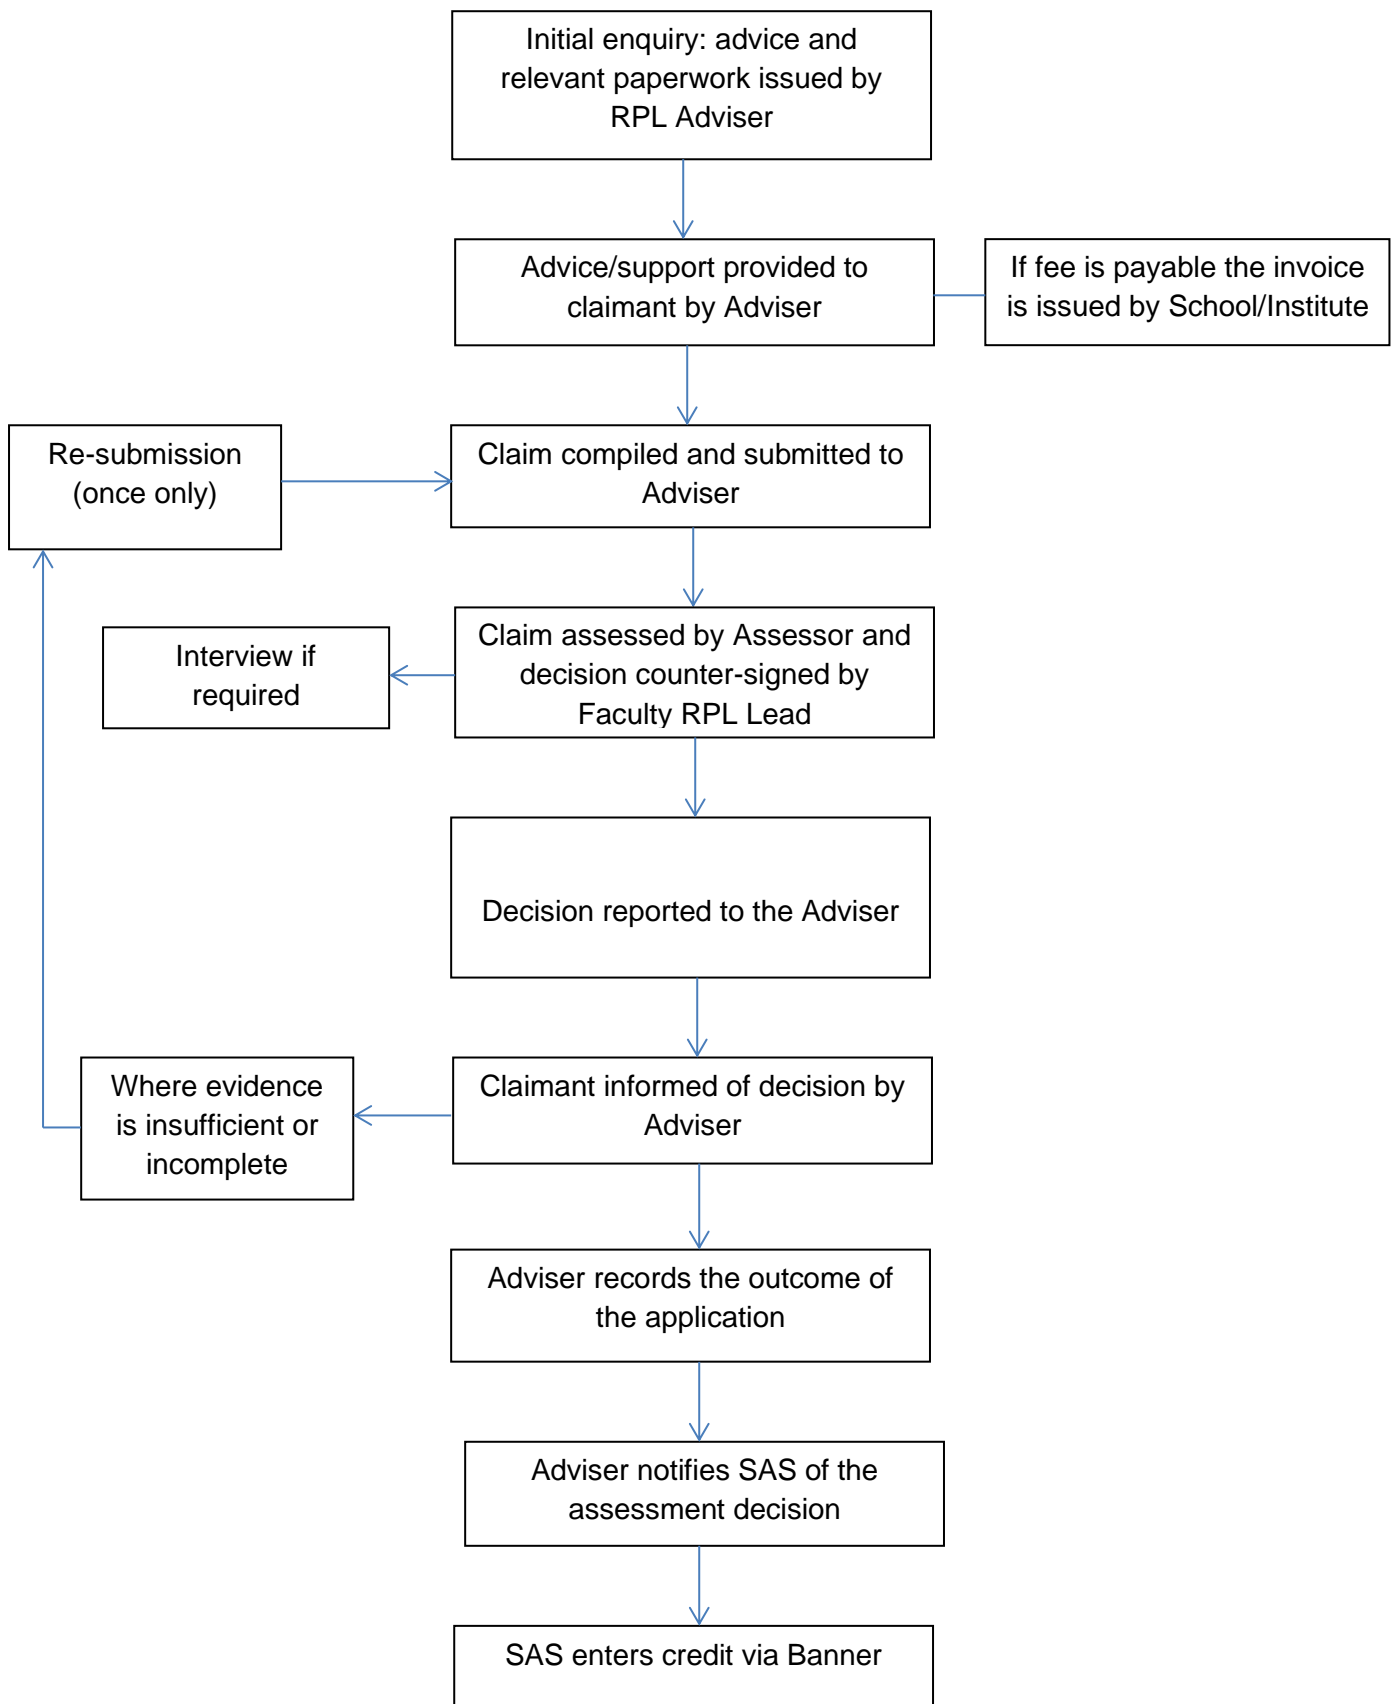 Initial enquiry: advice and
relevant paperwork issued by
RPL Adviser
Advice/support provided to
claimant by Adviser
If fee is payable the invoice
is issued by School/Institute
Re-submission
(once only)
Claim compiled and submitted to
Adviser
Interview if
required
Claim assessed by Assessor and
decision counter-signed by
Faculty RPL Lead
Decision reported to the Adviser
Where evidence
is insufficient or
incomplete
Claimant informed of decision by
Adviser
Adviser records the outcome of
the application
Adviser notifies SAS of the
assessment decision
SAS enters credit via Banner